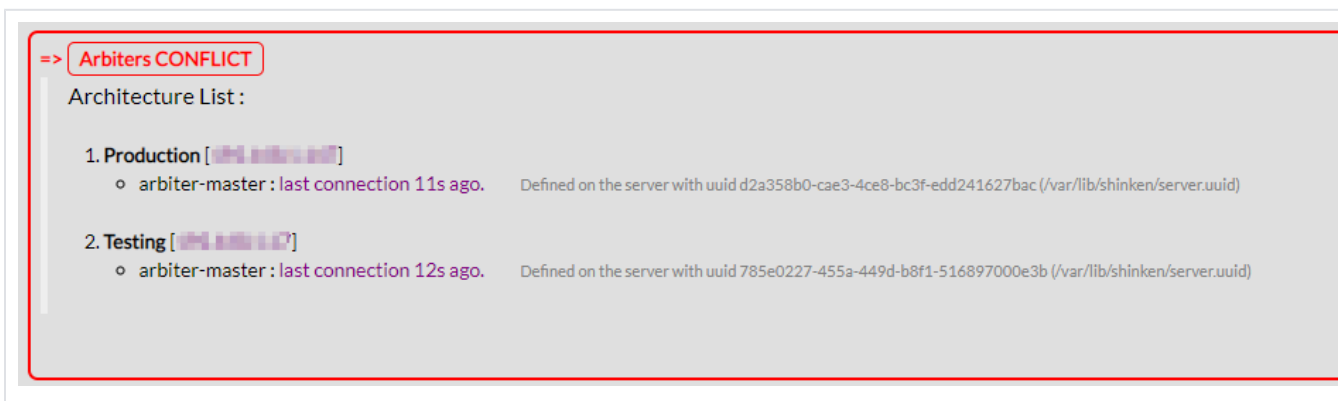 => Arbiters CONFLICT
Architecture List :
1. Production [ ]
arbiter-master : last connection 11s ago. Defined on the server with uuid d2a358b0-cae3-4ce8-bc3f-edd241627bac (/var/lib/shinken/server.uuid)
2. Testing [ ]
arbiter-master : last connection 12s ago. Defined on the server with uuid 785e0227-455a-449d-b8f1-516897000e3b (/var/lib/shinken/server.uuid)